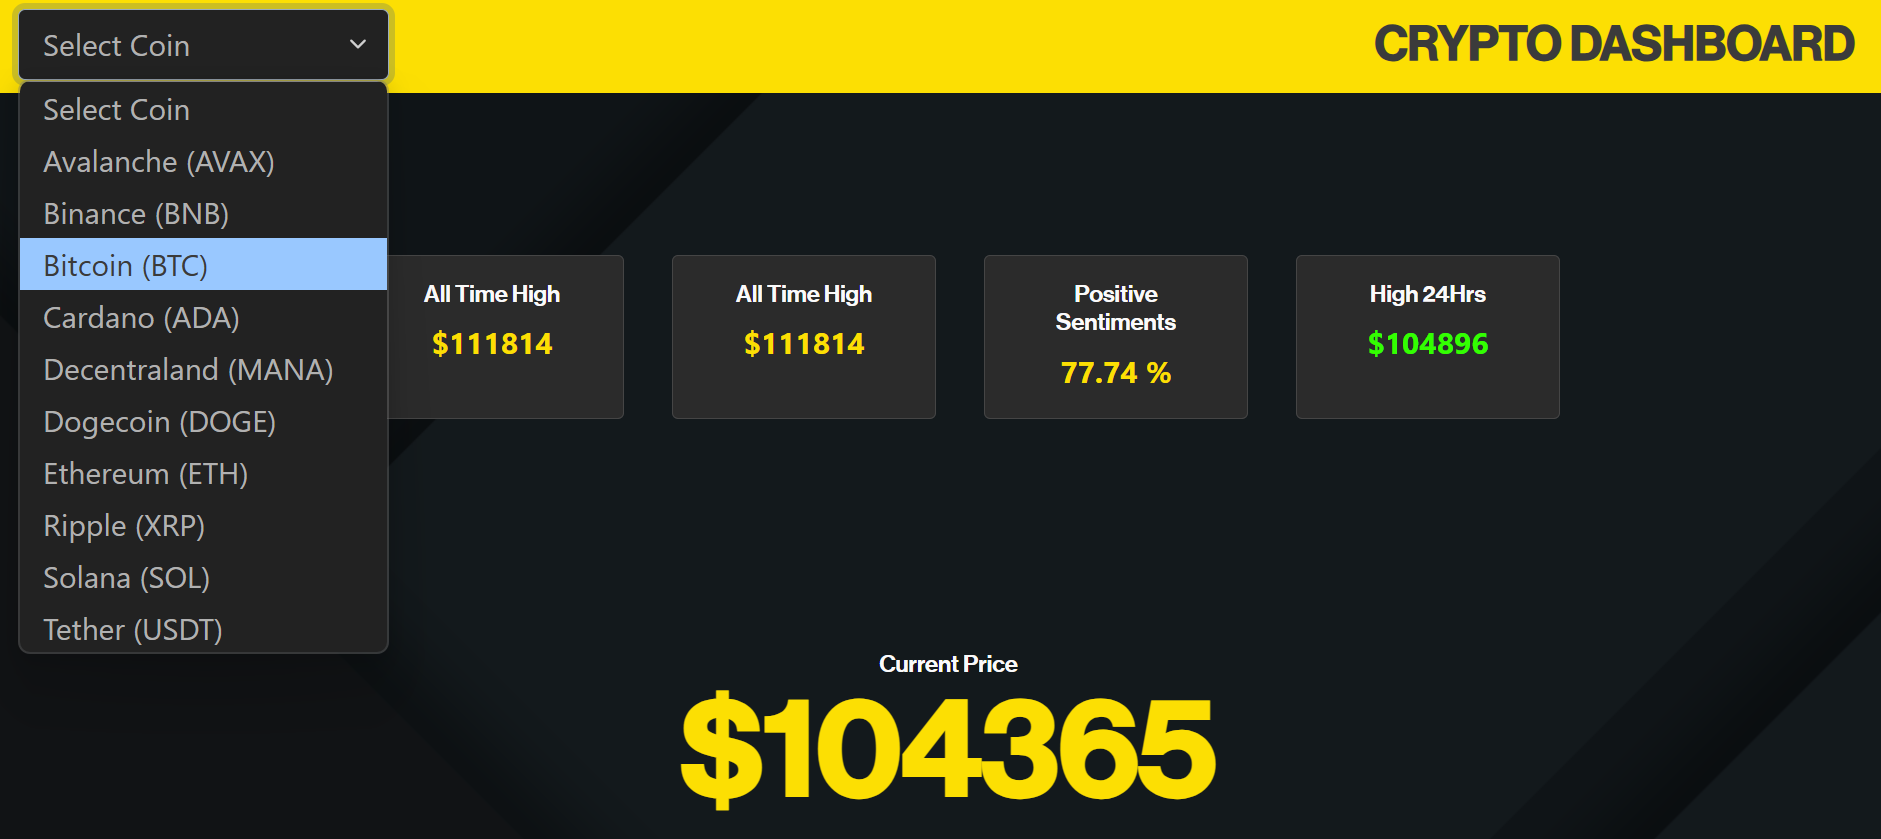 Select Coin
CRYPTO DASHBOARD
Select Coin
Avalanche (AVAX)
Binance (BNB)
Bitcoin (BTC)
Cardano (ADA)
Decentraland (MANA)
Dogecoin (DOGE)
Ethereum (ETH)
Ripple (XRP)
Solana (SOL)
Tether (USDT)
All Time High
$111814
All Time High
$111814
Positive
Sentiments
77.74 %
High 24Hrs
$104896
Current Price
$104365